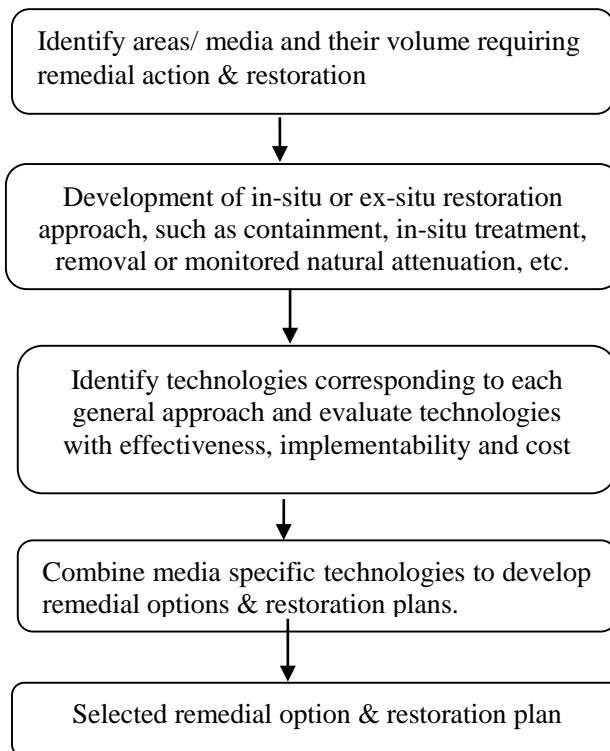 Identify areas/ media and their volume requiring
remedial action & restoration
Development of in-situ or ex-situ restoration
approach, such as containment, in-situ treatment,
removal or monitored natural attenuation, etc.
Identify technologies corresponding to each
general approach and evaluate technologies
with effectiveness, implementability and cost
Combine media specific technologies to develop
remedial options & restoration plans.
Selected remedial option & restoration plan